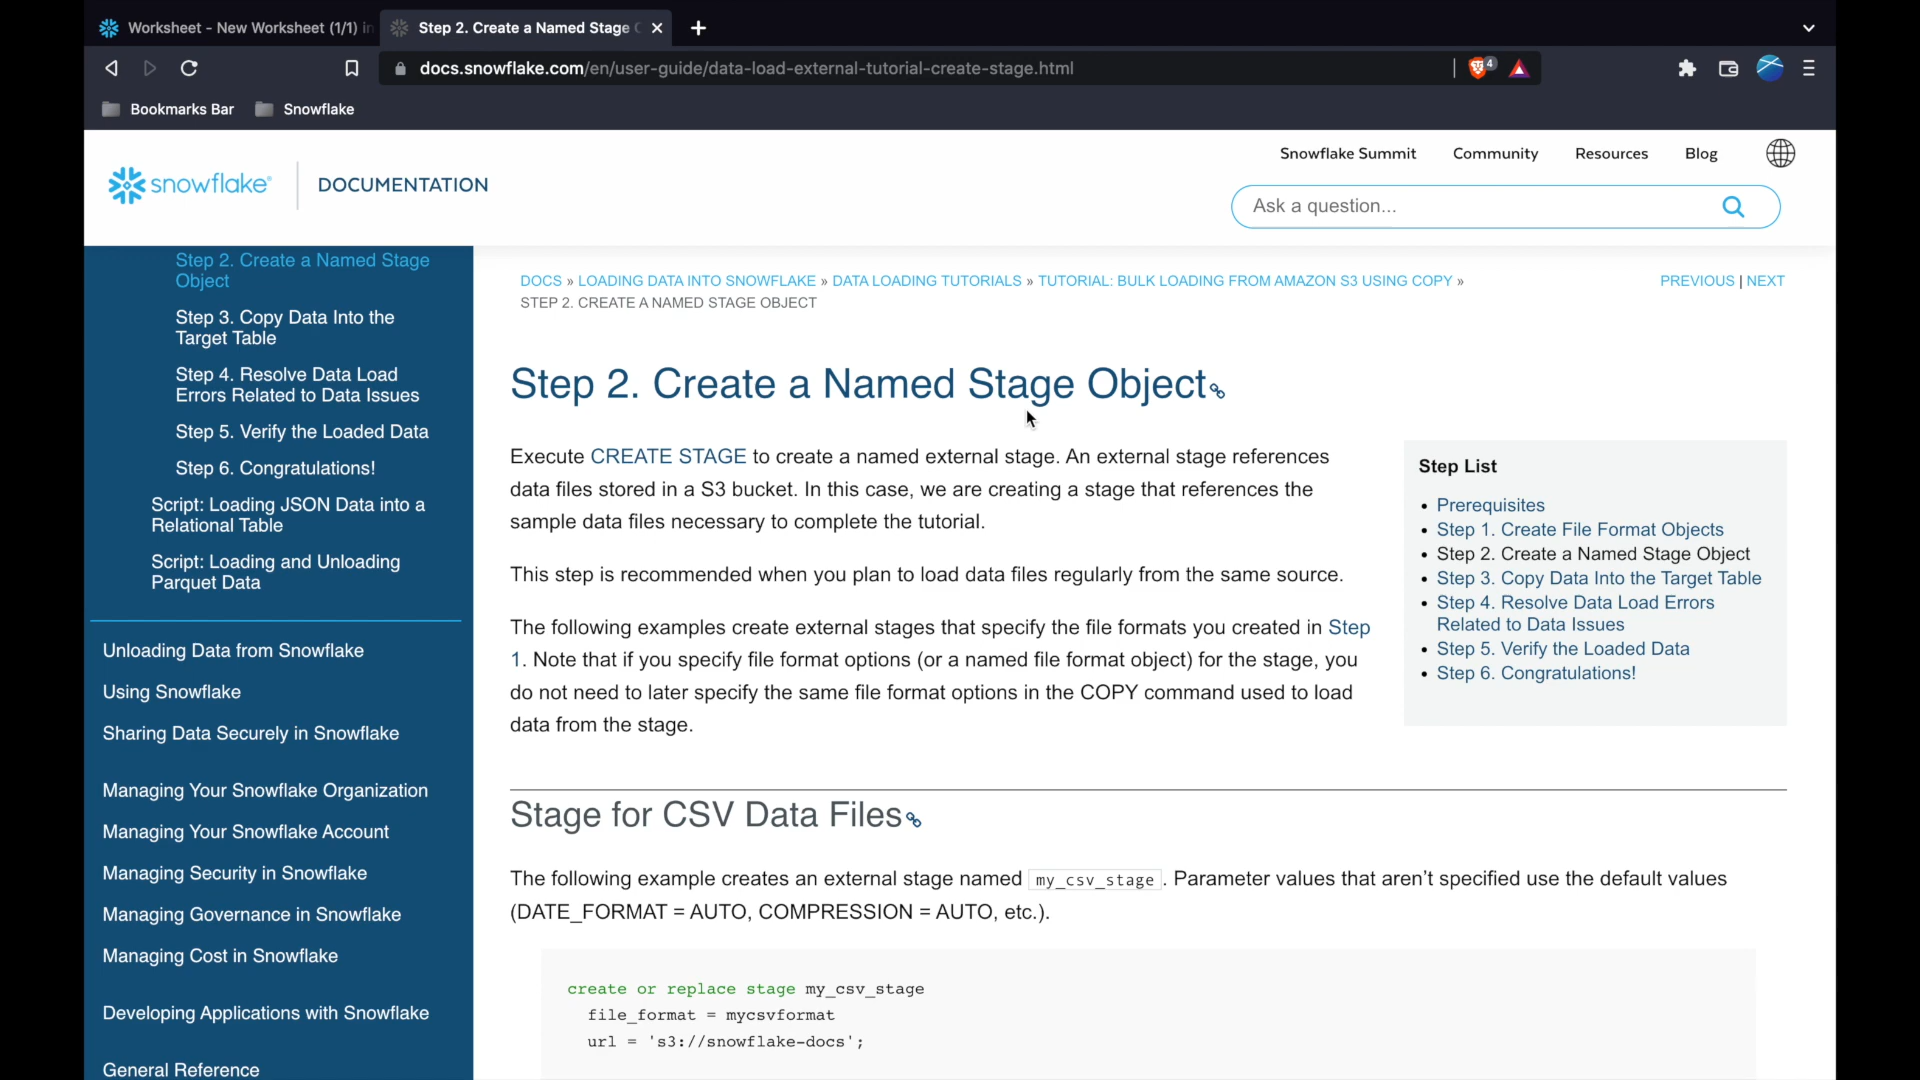 Worksheet - New Worksheet (1/1) in
Step 2. Create a Named Stage
docs.snowflake.com/en/user-guide/data-load-external-tutorial-create-stage.html
4
Bookmarks Bar
Snowflake
Snowflake Summit
Community
Resources
Blog
snowflake®
DOCUMENTATION
Ask a question...
Step 2. Create a Named Stage
Object
Step 3. Copy Data Into the
Target Table
Step 4. Resolve Data Load
Errors Related to Data Issues
Step 5. Verify the Loaded Data
Step 6. Congratulations!
Script: Loading JSON Data into a
Relational Table
Script: Loading and Unloading
Parquet Data
Unloading Data from Snowflake
Using Snowflake
Sharing Data Securely in Snowflake
Managing Your Snowflake Organization
Managing Your Snowflake Account
Managing Security in Snowflake
Managing Governance in Snowflake
Managing Cost in Snowflake
Developing Applications with Snowflake
General Reference
DOCS » LOADING DATA INTO SNOWFLAKE » DATA LOADING TUTORIALS » TUTORIAL: BULK LOADING FROM AMAZON S3 USING COPY »
STEP 2. CREATE A NAMED STAGE OBJECT
PREVIOUS | NEXT
Step 2. Create a Named Stage Object
Execute CREATE STAGE to create a named external stage. An external stage references
data files stored in a S3 bucket. In this case, we are creating a stage that references the
sample data files necessary to complete the tutorial.
This step is recommended when you plan to load data files regularly from the same source.
The following examples create external stages that specify the file formats you created in Step
1. Note that if you specify file format options (or a named file format object) for the stage, you
do not need to later specify the same file format options in the COPY command used to load
data from the stage.
Step List
• Prerequisites
• Step 1. Create File Format Objects
• Step 2. Create a Named Stage Object
• Step 3. Copy Data Into the Target Table
• Step 4. Resolve Data Load Errors
Related to Data Issues
• Step 5. Verify the Loaded Data
• Step 6. Congratulations!
Stage for CSV Data Files
The following example creates an external stage named my_csv_stage . Parameter values that aren't specified use the default values
(DATE_FORMAT = AUTO, COMPRESSION = AUTO, etc.).
create or replace stage my_csv_stage
file_format = mycsvformat
url = 's3://snowflake-docs';